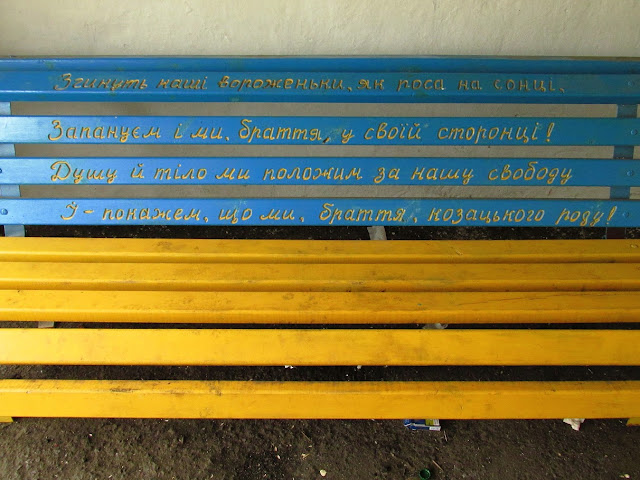 Згинуть наші вороженьки, як роса на сонці,
Запануєм і ми, браття, у своїй сторонці!
Душу й тіло ми положим за нашу свободу
Ї - покажем, що ми, браття, козацького роду!